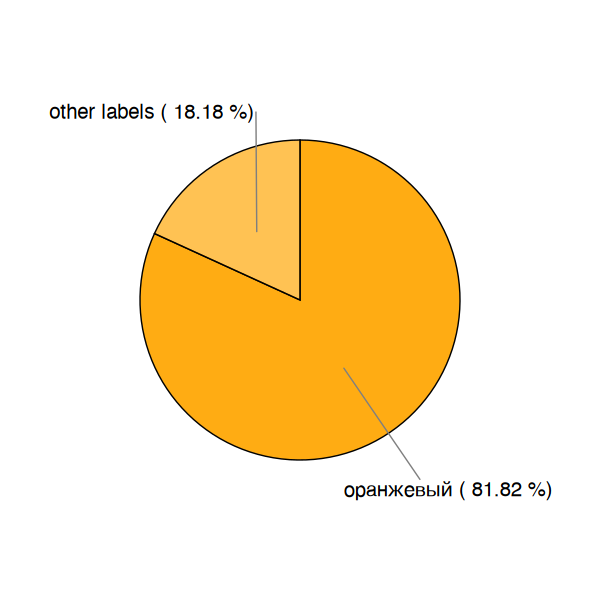 other labels ( 18.18 %)
оранжевый ( 81.82 %)